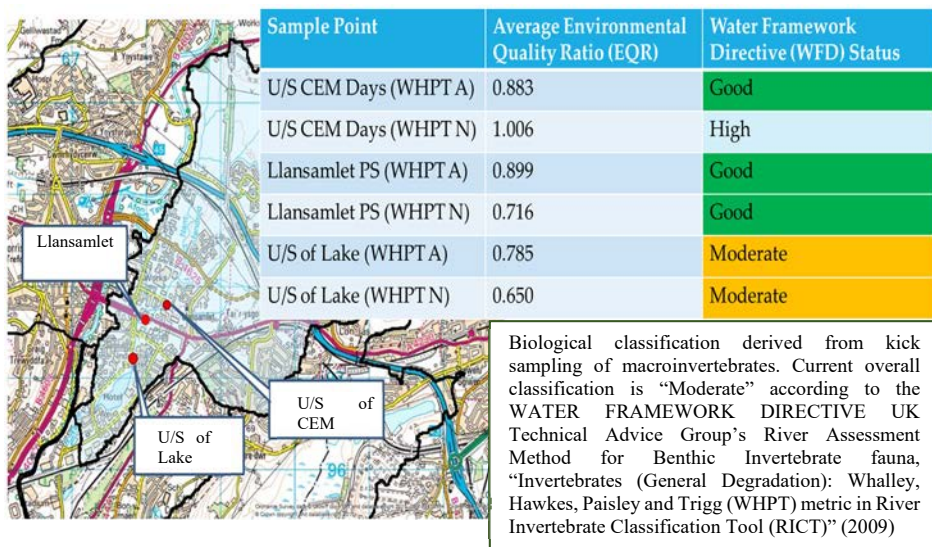 Sample Point
Average Environmental
Quality Ratio (EQR)
Water Framework
Directive (WFD) Status
U/S CEM Days (WHPT A) 0.883 Good
U/S CEM Days (WHPT N) 1.006 High
Llansamlet PS (WHPT A) 0.899 Good
Llansamlet PS (WHPT N) 0.716 Good
U/S of Lake (WHPT A) 0.785 Moderate
U/S of Lake (WHPT N) 0.650 Moderate
Llansamlet
U/S of
CEM
U/S of
Lake
67
96
Hotel
Biological classification derived from kick
sampling of macroinvertebrates. Current overall
classification is “Moderate” according to the
WATER FRAMEWORK DIRECTIVE UK
Technical Advice Group’s River Assessment
Method for Benthic Invertebrate fauna,
“Invertebrates (General Degradation): Whalley,
Hawkes, Paisley and Trigg (WHPT) metric in River
Invertebrate Classification Tool (RICT)” (2009)